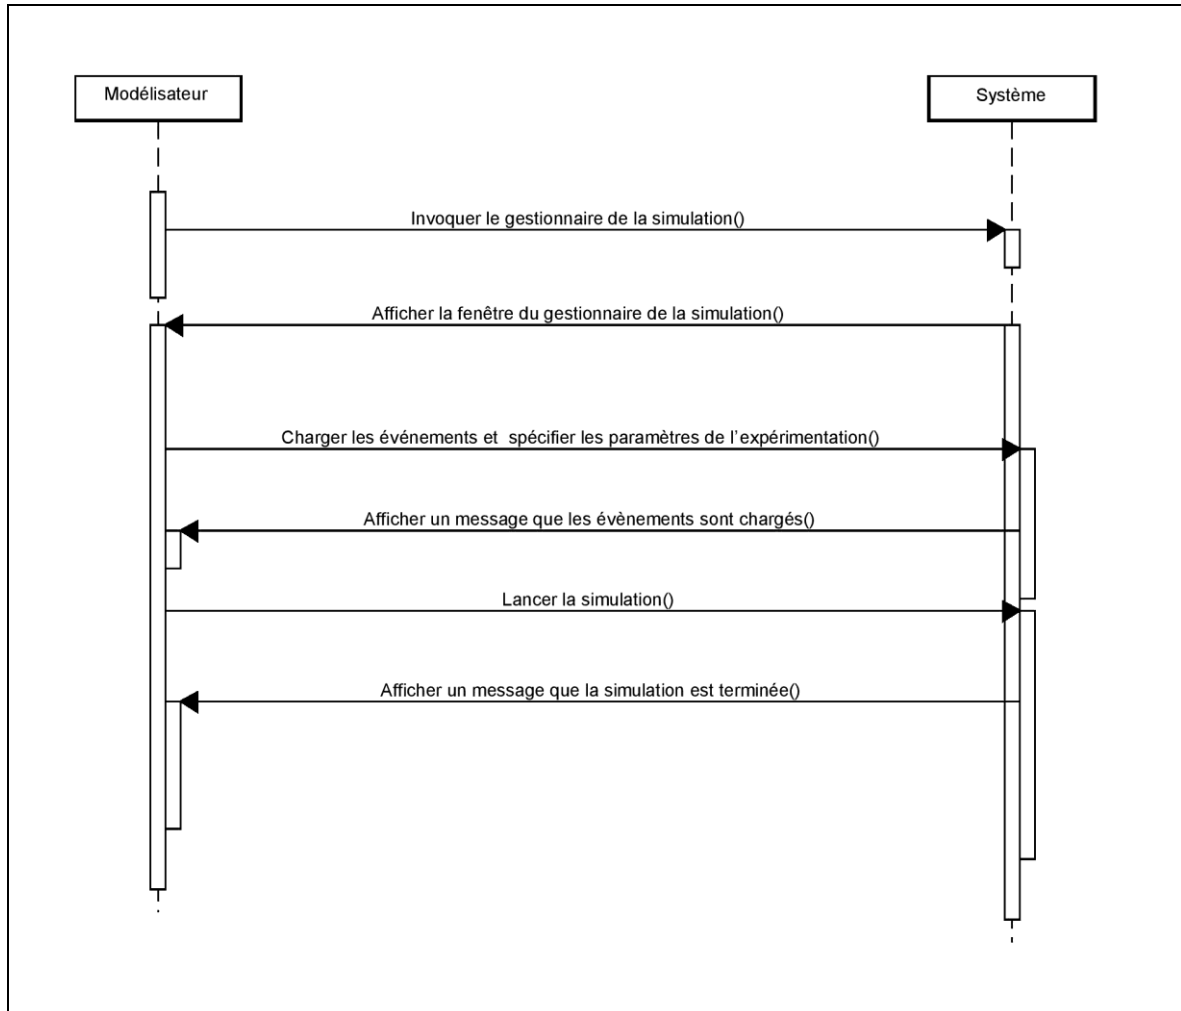 Modélisateur
Système
Invoquer le gestionnaire de la simulation()
Afficher la fenêtre du gestionnaire de la simulation()
Charger les événements et  spécifier les paramètres de l’expérimentation()
Afficher un message que les évènements sont chargés()
Lancer la simulation()
Afficher un message que la simulation est terminée()